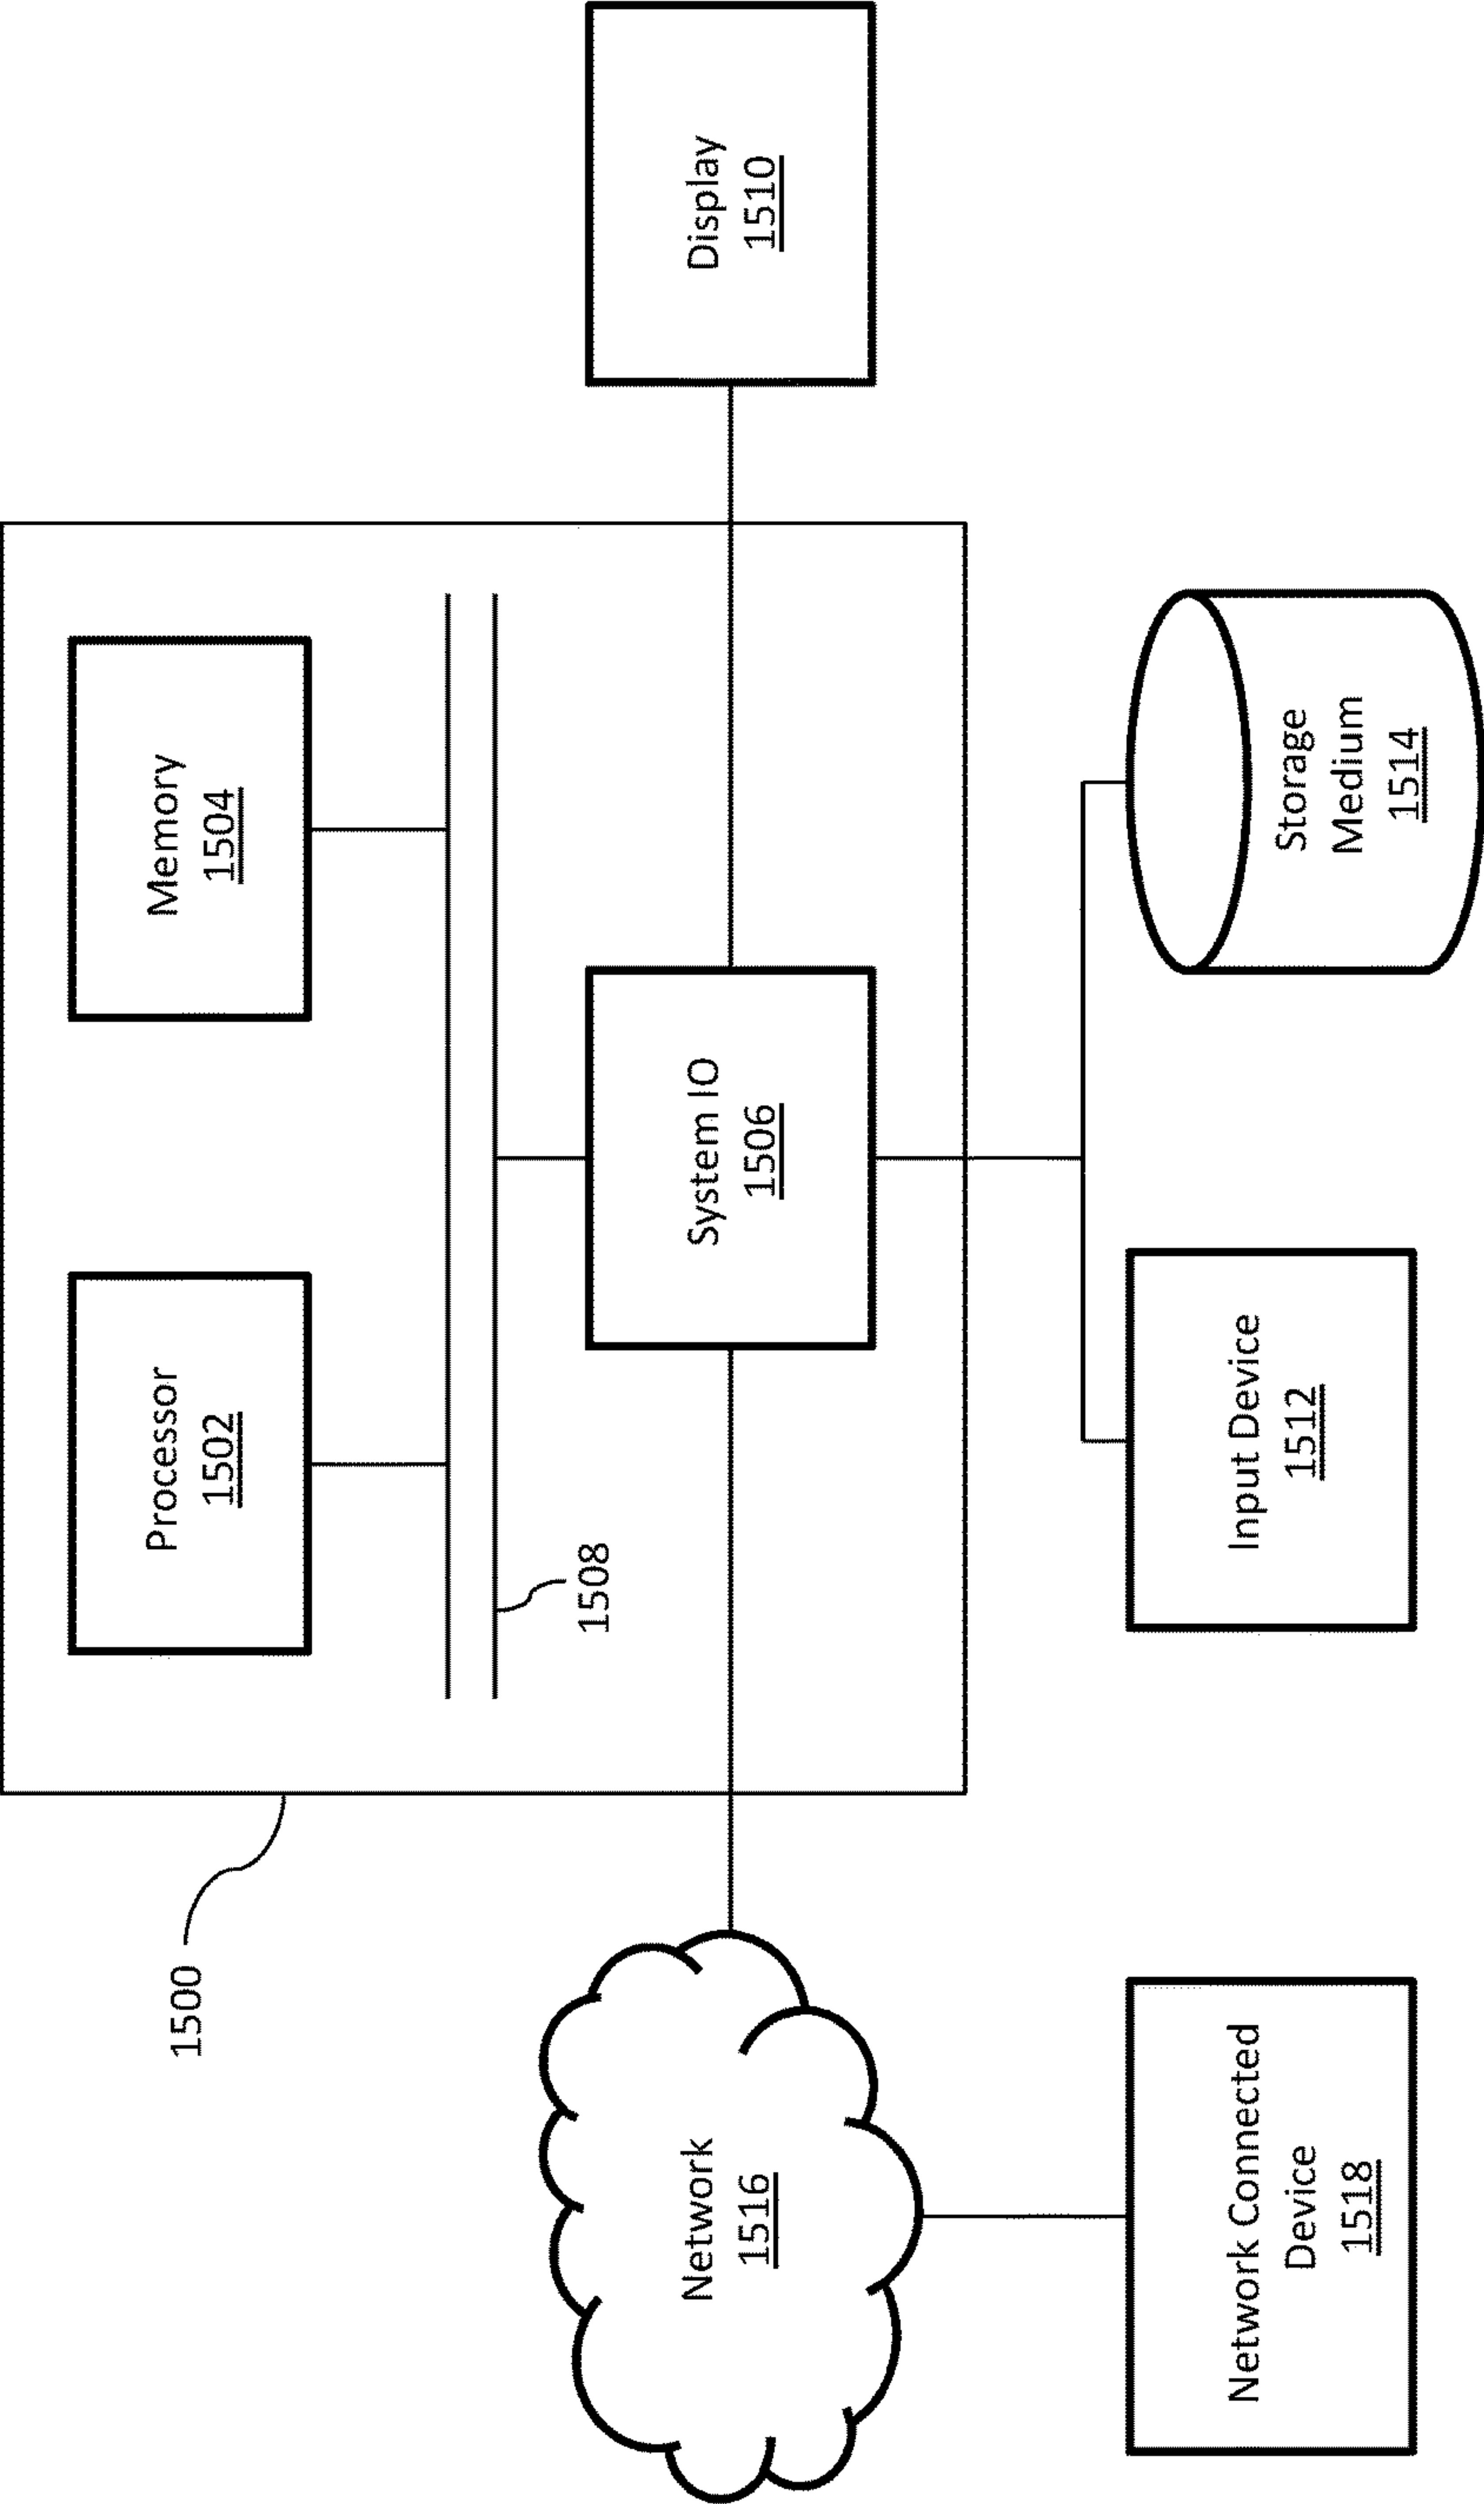 1500
Processor
1502
Memory
1504
1508
Network
1516
System IO
1506
Display
1510
Network Connected
Device
1518
Input Device
1512
Storage
Medium
1514